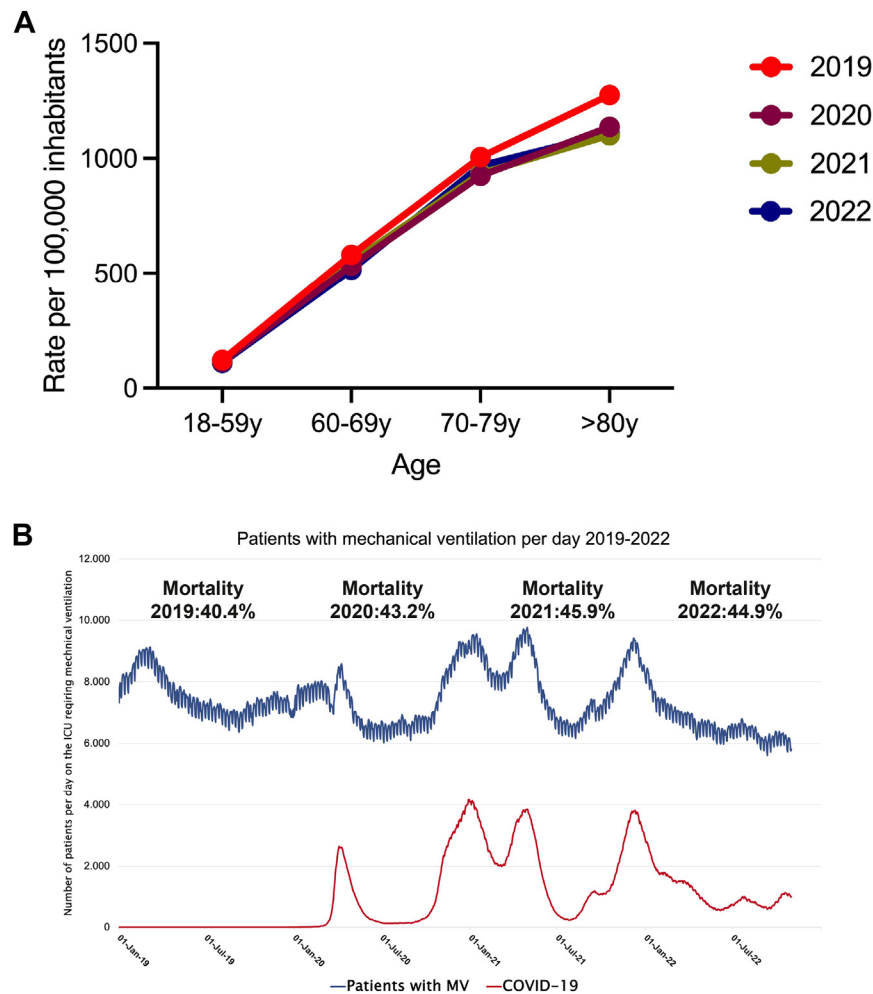 A
Rate per 100,000 inhabitants
1500
1000
500
0
18-59y 60-69y 70-79y >80y
Age
2019
2020
2021
2022
B
Patients with mechanical ventilation per day 2019-2022
Number of patients per day on the ICU reqiring mechnical ventilation
12.000
10.000
8.000
6.000
4.000
2.000
0
Mortality
2019:40.4%
Mortality
2020:43.2%
Mortality
2021:45.9%
Mortality
2022:44.9%
01-Jan-19 01-Jul-19 01-Jan-20 01-Jul-20 01-Jan-21 01-Jul-21 01-Jan-22 01-Jul-22
Patients with MV COVID-19